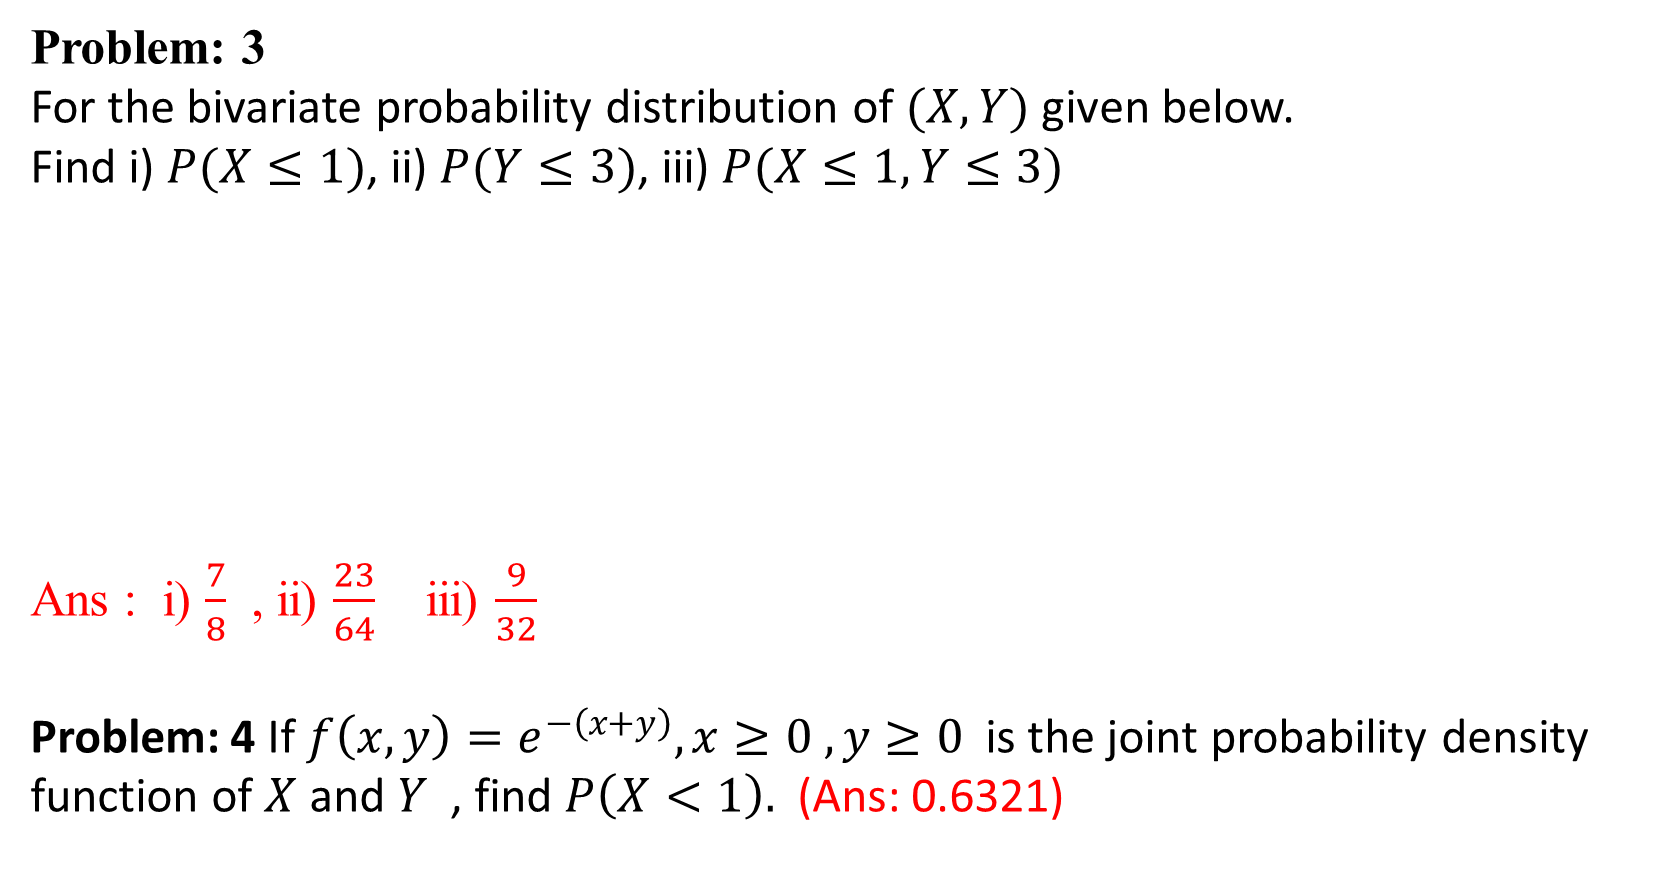 Problem: 3
For the bivariate probability distribution of (X, Y) given below.
Find i) P(X ≤ 1), ii) P(Y ≤ 3), iii) P(X ≤ 1, Y ≤ 3)
Ans : i) 7/8 , ii) 23/64 iii) 9/32
Problem: 4 If f(x, y) = e^−(x+y), x ≥ 0 , y ≥ 0 is the joint probability density
function of X and Y , find P(X < 1). (Ans: 0.6321)